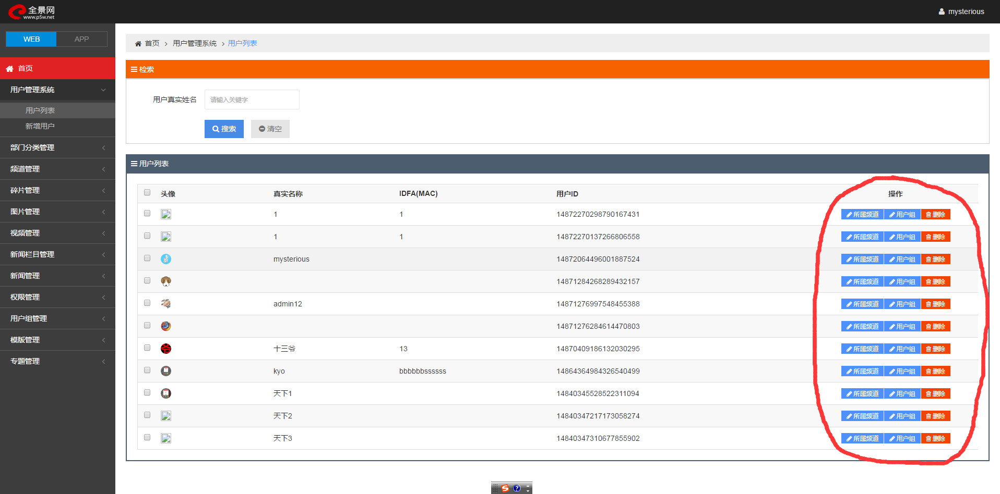 全景网
www.p5w.net
mysterious
WEB APP
首页
用户管理系统
用户列表
新增用户
部门分类管理
频道管理
碎片管理
图片管理
视频管理
新闻栏目管理
新闻管理
权限管理
用户组管理
模版管理
专题管理
首页 > 用户管理系统 > 用户列表
检索
用户真实姓名 请输入关键字
搜索 清空
用户列表
头像 真实名称 IDFA(MAC) 用户ID 操作
1 1 14872270298790167431 所属频道 用户组 删除
1 1 14872270137266806558 所属频道 用户组 删除
mysterious 14872064496001887524 所属频道 用户组 删除
14871284268289432157 所属频道 用户组 删除
admin12 14871276997548455388 所属频道 用户组 删除
14871276284614470803 所属频道 用户组 删除
十三爷 13 14870409186132030295 所属频道 用户组 删除
kyo bbbbbbssssss 14864364984326540499 所属频道 用户组 删除
天下1 14840345528522311094 所属频道 用户组 删除
天下2 14840347217173058274 所属频道 用户组 删除
天下3 14840347310677855902 所属频道 用户组 删除